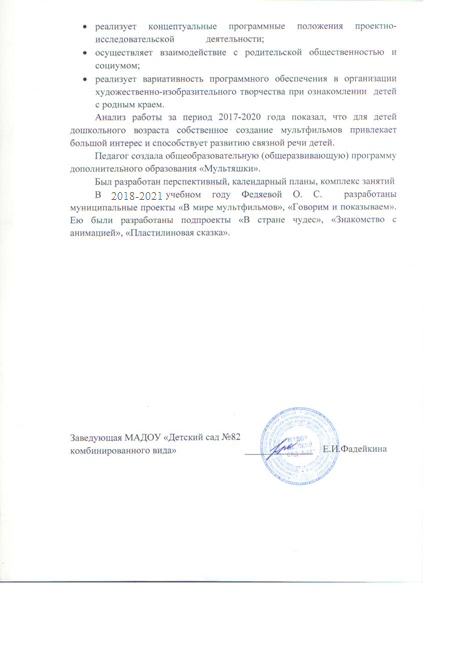 • реализует концептуальные программные положения проектно-
исследовательской деятельности;
• осуществляет взаимодействие с родительской общественностью и
социумом;
• реализует вариативность программного обеспечения в организации
художественно-изобразительного творчества при ознакомлении детей
с родным краем.
Анализ работы за период 2017-2020 года показал, что для детей
дошкольного возраста собственное создание мультфильмов привлекает
большой интерес и способствует развитию связной речи детей.
Педагог создала общеобразовательную (общеразвивающую) программу
дополнительного образования «Мультяшки».
Был разработан перспективный, календарный планы, комплекс занятий
В 2018-2021 учебном году Федяевой О. С. разработаны
муниципальные проекты «В мире мультфильмов», «Говорим и показываем».
Ею были разработаны подпроекты «В стране чудес», «Знакомство с
анимацией», «Пластилиновая сказка».
Заведующая МАДОУ «Детский сад №82
комбинированного вида» Е.И.Фадейкина